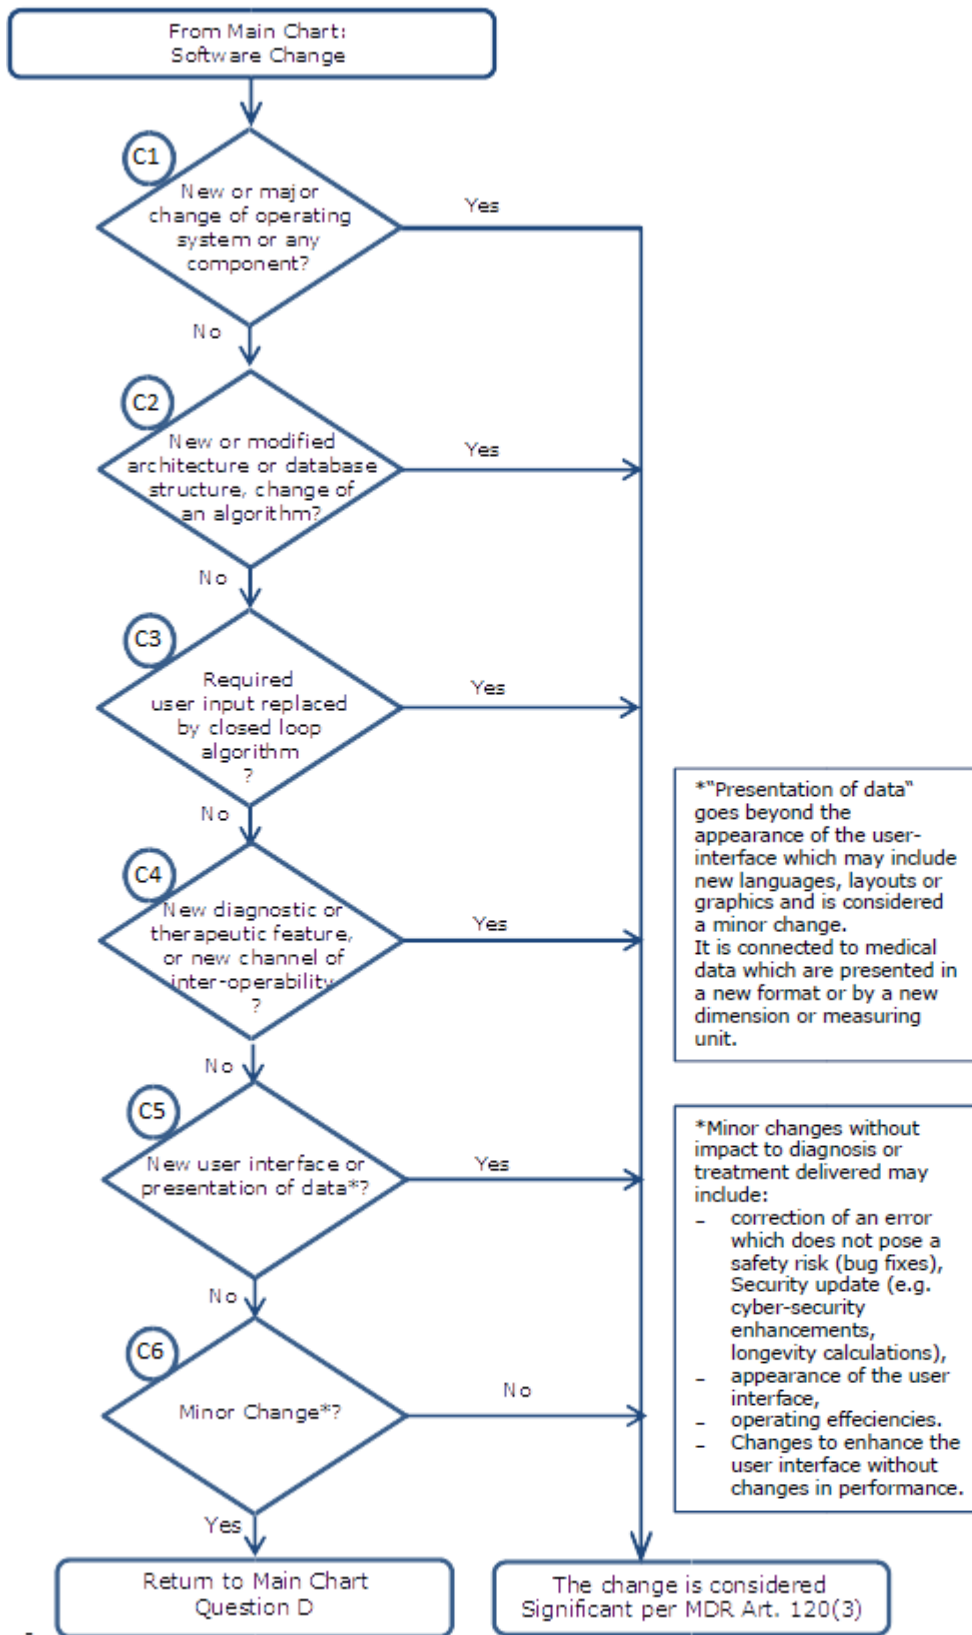 From Main Chart:
Software Change
C1
New or major
change of operating
system or any
component?
Yes
No
C2
New or modified
architecture or database
structure, change of
an algorithm?
Yes
No
C3
Required
user input replaced
by closed loop
algorithm
?
Yes
No
C4
New diagnostic or
therapeutic feature,
or new channel of
inter-operability
?
Yes
No
C5
New user interface or
presentation of data*?
Yes
No
C6
Minor Change*?
No
Yes
Return to Main Chart
Question D
The change is considered
Significant per MDR Art. 120(3)
*"Presentation of data“
goes beyond the
appearance of the user-
interface which may include
new languages, layouts or
graphics and is considered
a minor change.
It is connected to medical
data which are presented in
a new format or by a new
dimension or measuring
unit.
*Minor changes without
impact to diagnosis or
treatment delivered may
include:
– correction of an error
which does not pose a
safety risk (bug fixes),
Security update (e.g.
cyber-security
enhancements,
longevity calculations),
– appearance of the user
interface,
– operating effeciencies.
– Changes to enhance the
user interface without
changes in performance.